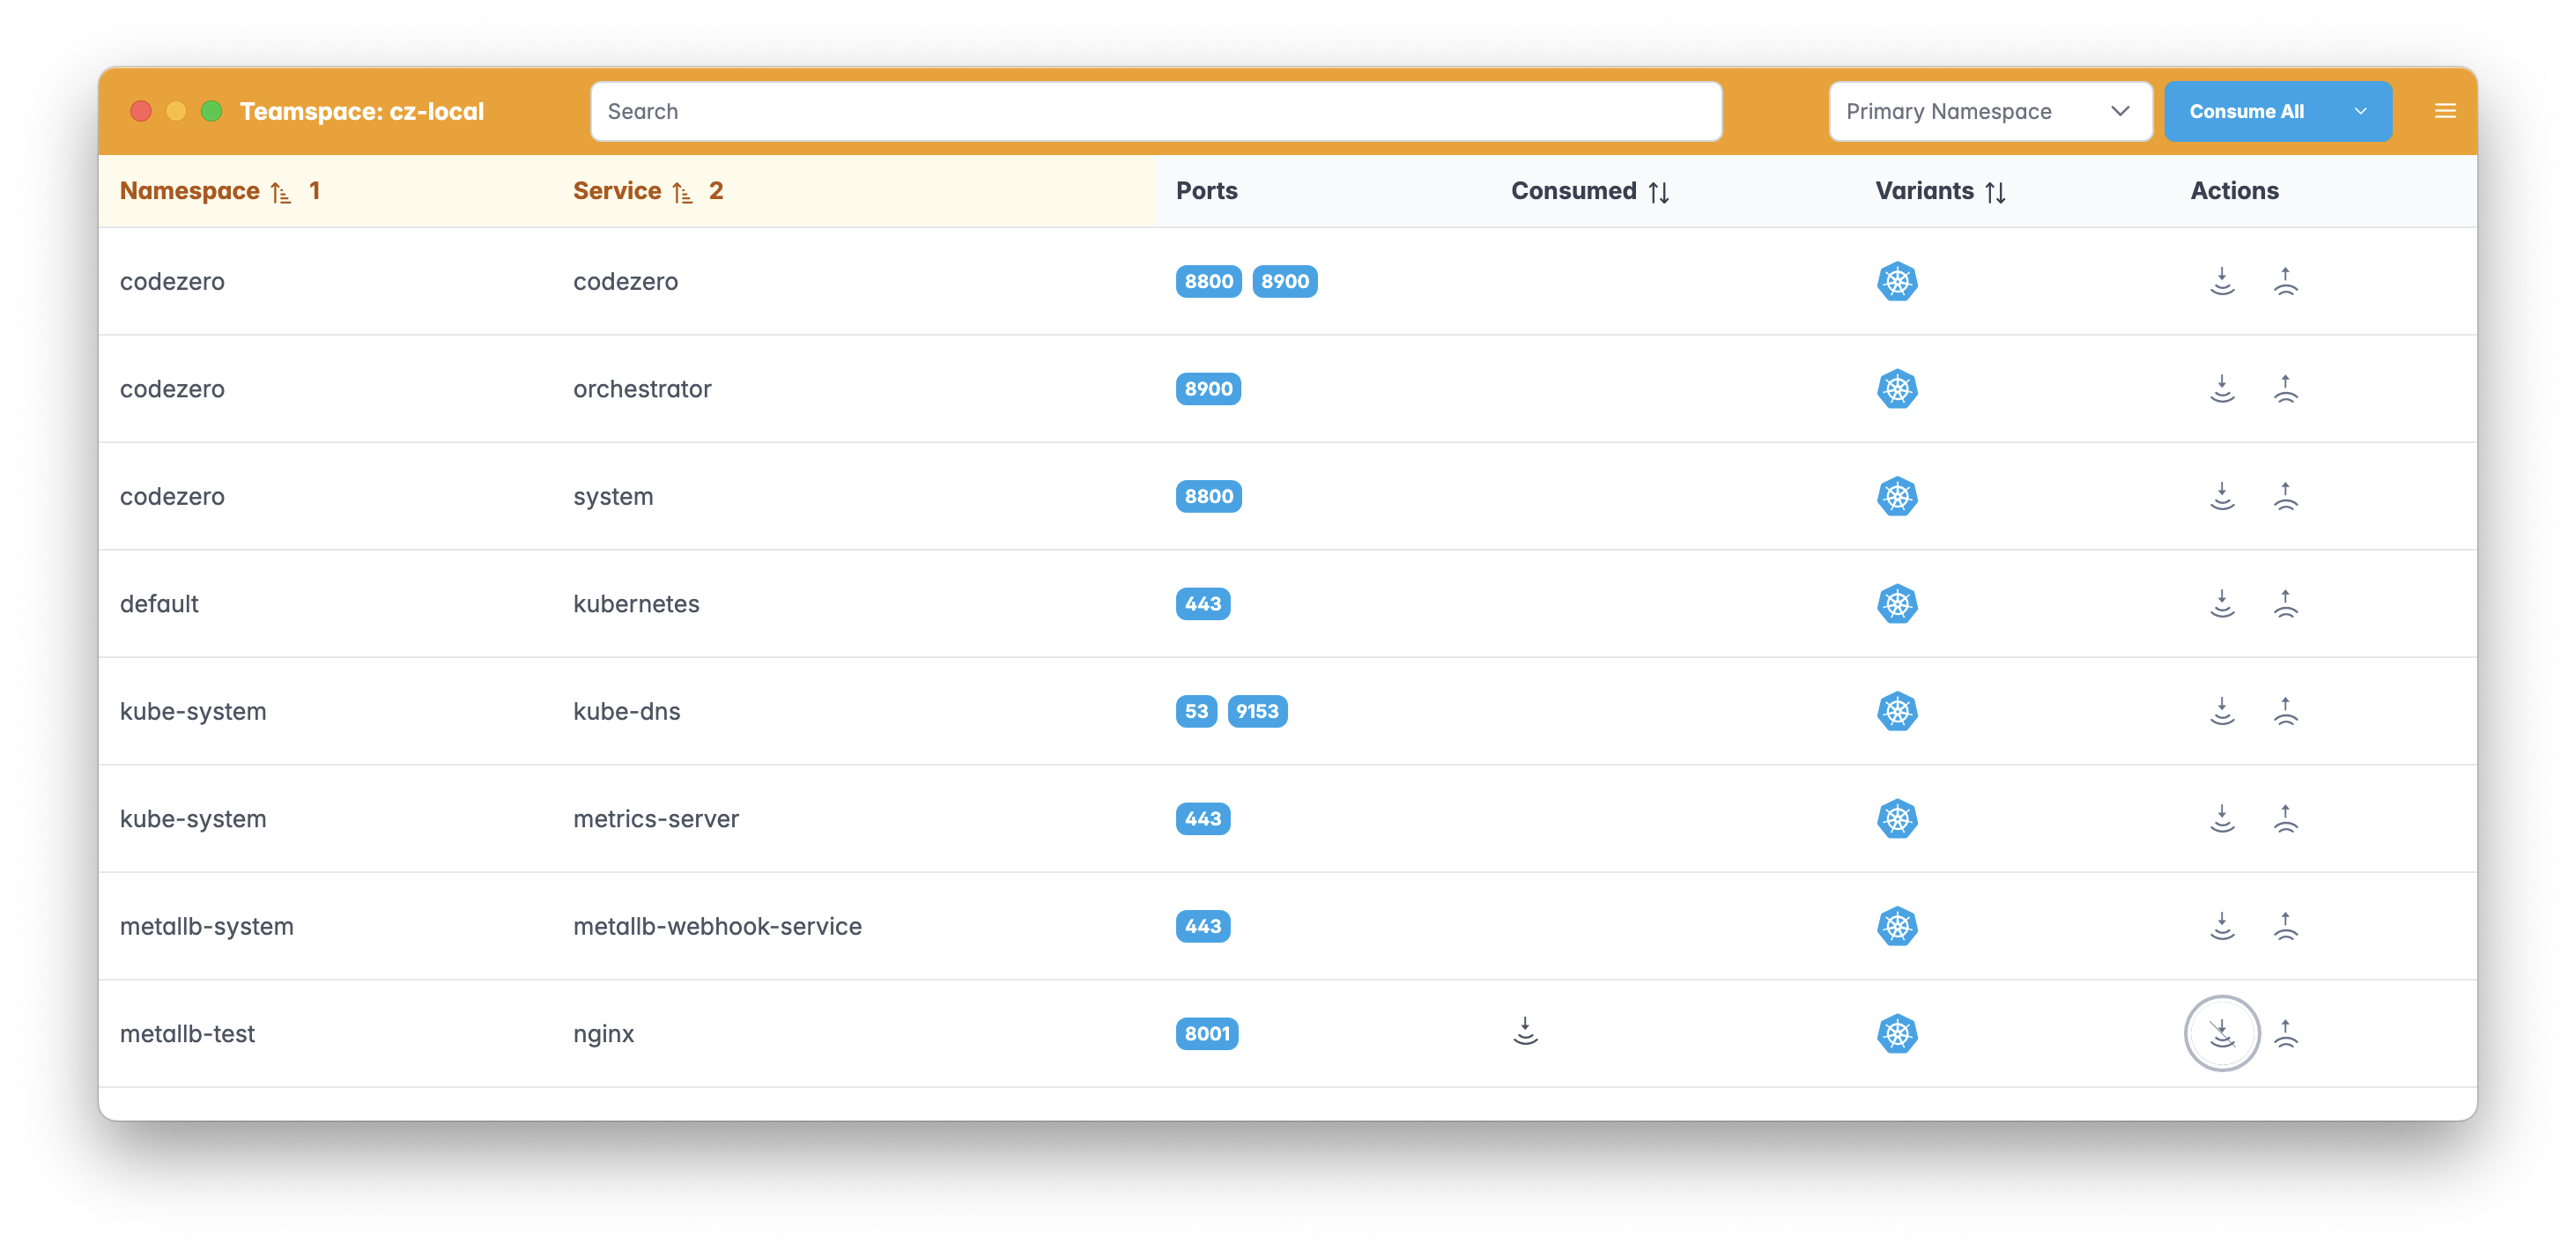 Teamspace: cz-local Search Primary Namespace Consume All
Namespace 1 Service 2 Ports Consumed Variants Actions
codezero codezero 8800 8900
codezero orchestrator 8900
codezero system 8800
default kubernetes 443
kube-system kube-dns 53 9153
kube-system metrics-server 443
metallb-system metallb-webhook-service 443
metallb-test nginx 8001